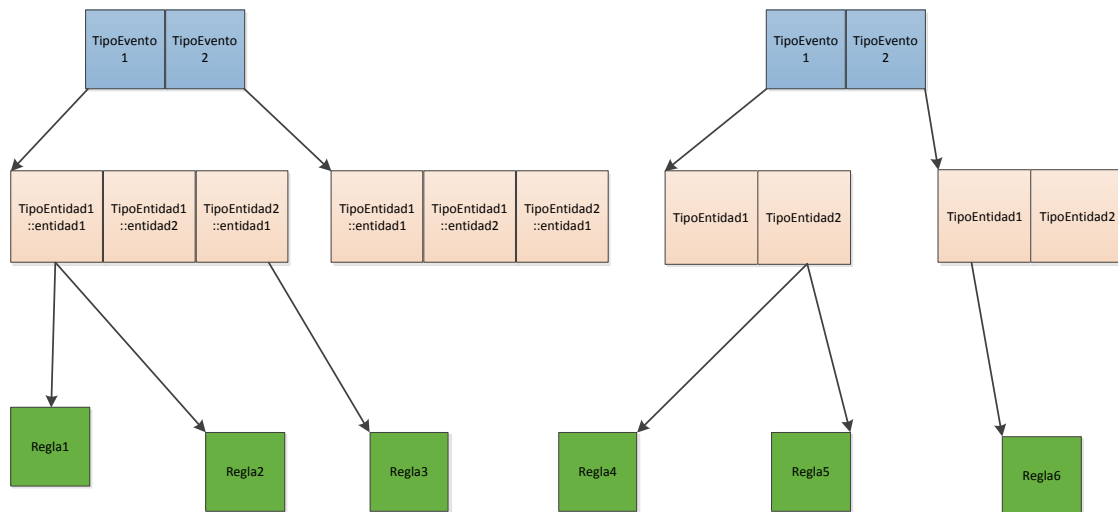 TipoEvento
1
TipoEvento
2
TipoEvento
1
TipoEvento
2
TipoEntidad1
::entidad1
TipoEntidad1
::entidad2
TipoEntidad2
::entidad1
TipoEntidad1
::entidad1
TipoEntidad1
::entidad2
TipoEntidad2
::entidad1
TipoEntidad1
TipoEntidad2
TipoEntidad1
TipoEntidad2
Regla1
Regla2
Regla3
Regla4
Regla5
Regla6